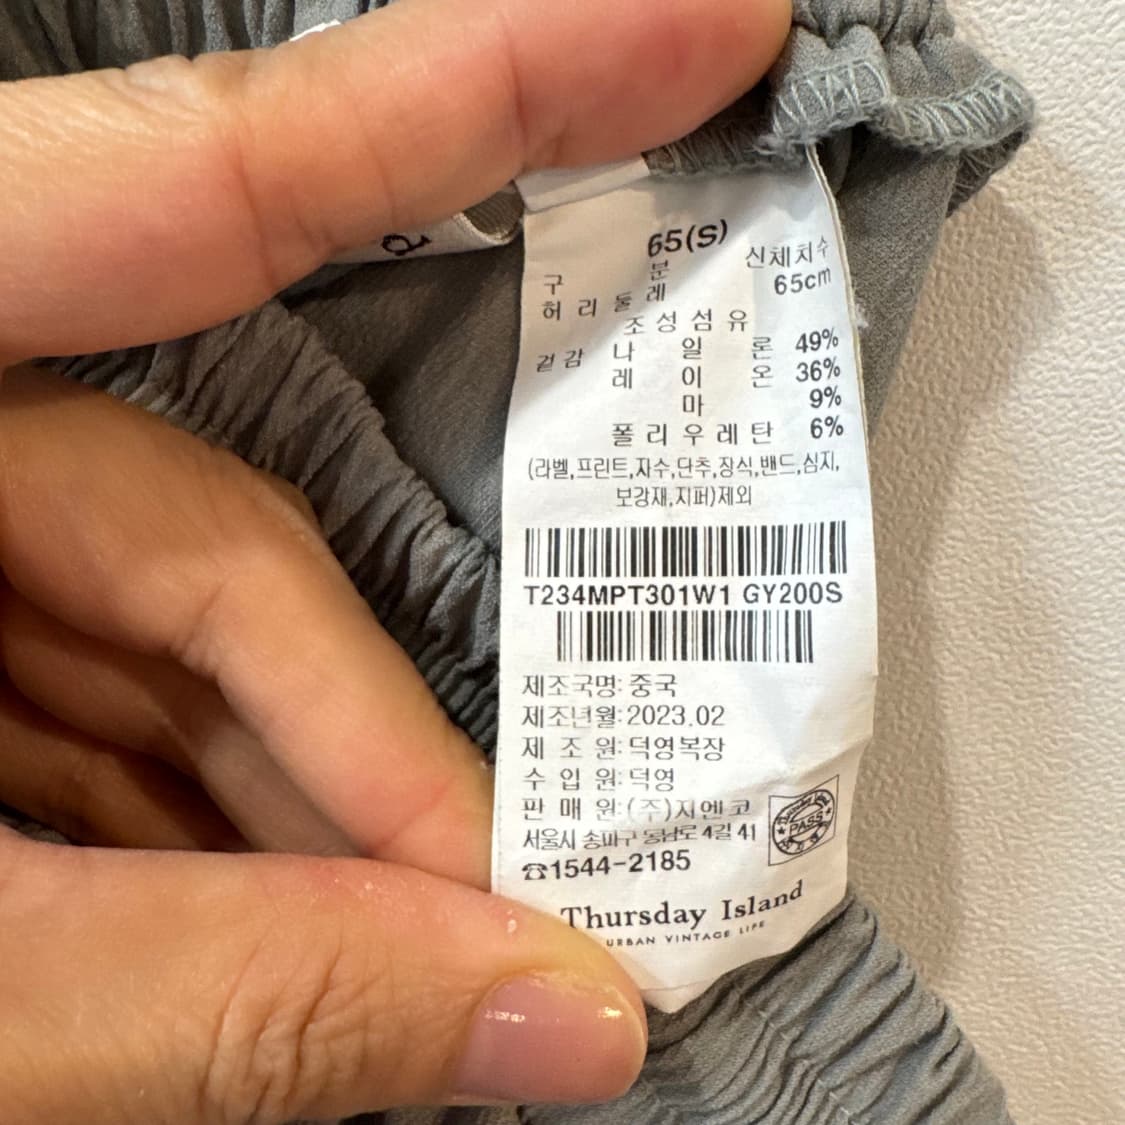 65(S)
구 분 신체치수
허리둘레 65cm
조성섬유
겉감 나일론 49%
레이온 36%
마 9%
폴리우레탄 6%
(라벨,프린트,자수,단추,장식,밴드,심지,
보강재,지퍼)제외
T234MPT301W1 GY200S
제조국명:중국
제조년월:2023.02
제 조 원:덕영복장
수 입 원:덕영
판 매 원:(주)지엔코
서울시 송파구 동남로 4길 41
☎1544-2185
PASS
Thursday Island
URBAN VINTAGE LIFE